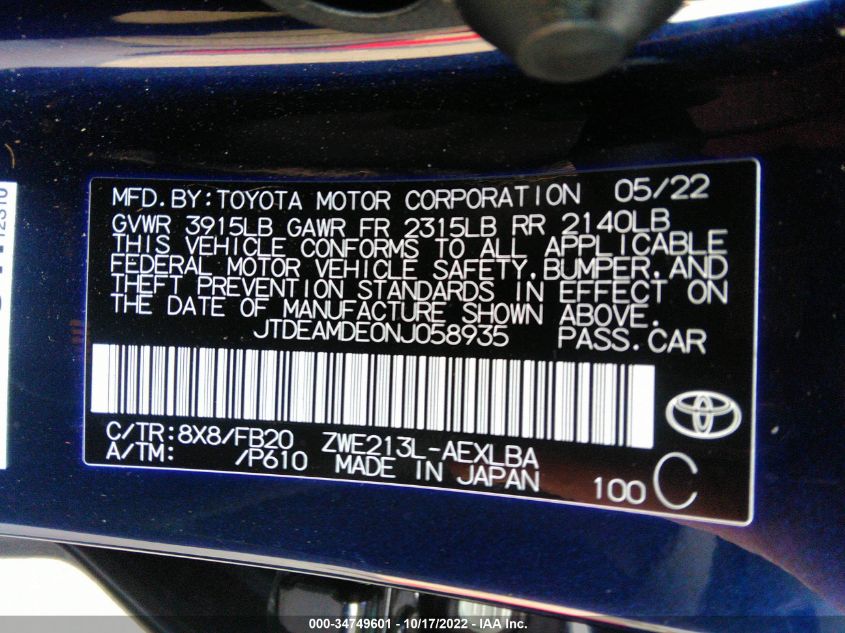 MFD. BY: TOYOTA MOTOR CORPORATION 05/22
GVWR 3915LB GAWR FR 2315LB RR 2140LB
THIS VEHICLE CONFORMS TO ALL APPLICABLE
FEDERAL MOTOR VEHICLE SAFETY, BUMPER, AND
THEFT PREVENTION STANDARDS IN EFFECT ON
THE DATE OF MANUFACTURE SHOWN ABOVE.
JTDEAMDE0NJ058935 PASS. CAR
C/TR: 8X8/FB20 ZWE213L-AEXLBA
A/TM: /P610 MADE IN JAPAN
100 C
000-34749601 - 10/17/2022 - IAA Inc.